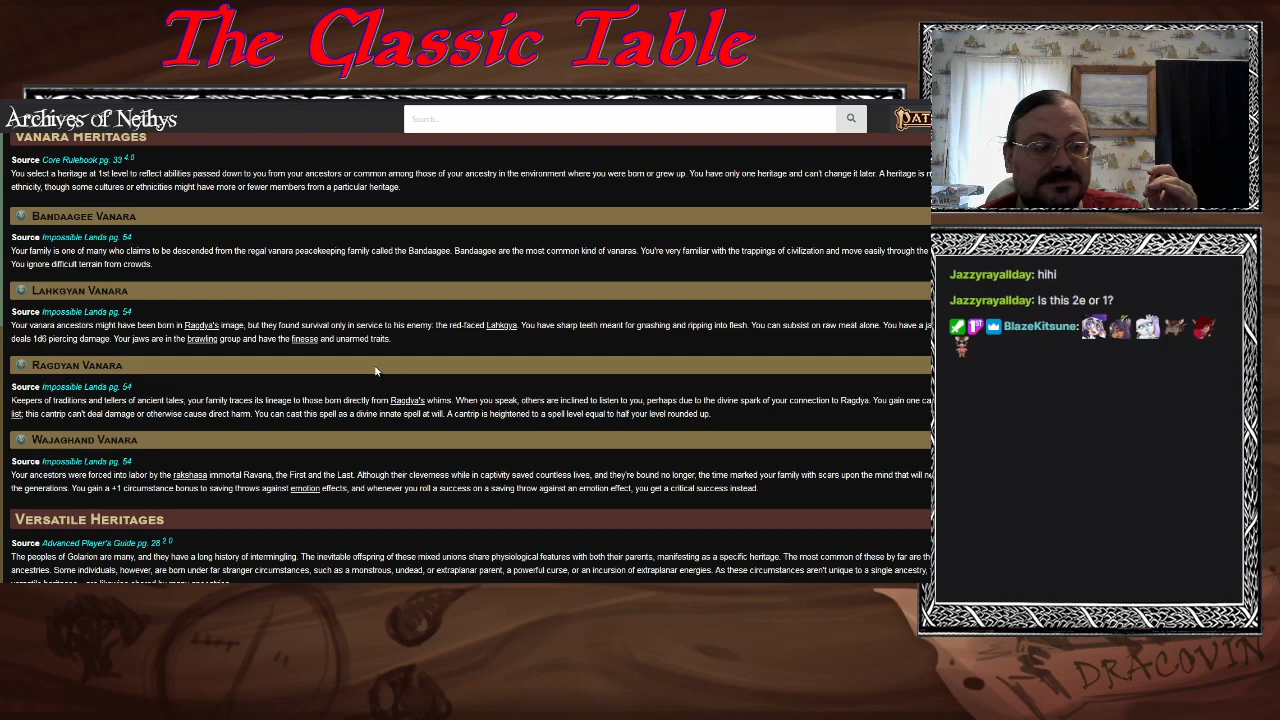 The Classic Table
Archives of Nethys
Search...
VANARA HERITAGES
Source Core Rulebook pg. 33 4.0
You select a heritage at 1st level to reflect abilities passed down to you from your ancestors or common among those of your ancestry in the environment where you were born or grew up. You have only one heritage and can't change it later. A heritage is
ethnicity, though some cultures or ethnicities might have more or fewer members from a particular heritage.
BANDAAGEE VANARA
Source Impossible Lands pg. 54
Your family is one of many who claims to be descended from the regal vanara peacekeeping family called the Bandaagee. Bandaagee are the most common kind of vanaras. You're very familiar with the trappings of civilization and move easily through the
You ignore difficult terrain from crowds.
LAHKGYAN VANARA
Source Impossible Lands pg. 54
Your vanara ancestors might have been born in Ragdya's image, but they found survival only in service to his enemy: the red-faced Lahkgya. You have sharp teeth meant for gnashing and ripping into flesh. You can subsist on raw meat alone. You have a
deals 1d6 piercing damage. Your jaws are in the brawling group and have the finesse and unarmed traits.
RAGDYAN VANARA
Source Impossible Lands pg. 54
Keepers of traditions and tellers of ancient tales, your family traces its lineage to those born directly from Ragdya's whims. When you speak, others are inclined to listen to you, perhaps due to the divine spark of your connection to Ragdya. You gain one
list; this cantrip can't deal damage or otherwise cause direct harm. You can cast this spell as a divine innate spell at will. A cantrip is heightened to a spell level equal to half your level rounded up.
WAJAGHAND VANARA
Source Impossible Lands pg. 54
Your ancestors were forced into labor by the rakshasa immortal Ravana, the First and the Last. Although their cleverness while in captivity saved countless lives, and they're bound no longer, the time marked your family with scars upon the mind that will
the generations. You gain a +1 circumstance bonus to saving throws against emotion effects, and whenever you roll a success on a saving throw against an emotion effect, you get a critical success instead.
VERSATILE HERITAGES
Source Advanced Player's Guide pg. 28 2.0
The peoples of Golarion are many, and they have a long history of intermingling. The inevitable offspring of these mixed unions share physiological features with both their parents, manifesting as a specific heritage. The most common of these by far are
ancestries. Some individuals, however, are born under far stranger circumstances, such as a monstrous, undead, or extraplanar parent, a powerful curse, or an incursion of extraplanar energies. As these circumstances aren't unique to a single ancestry,
Jazzyrayallday: hihi
Jazzyrayallday: Is this 2e or 1?
BlazeKitsune:
DRACOVIN